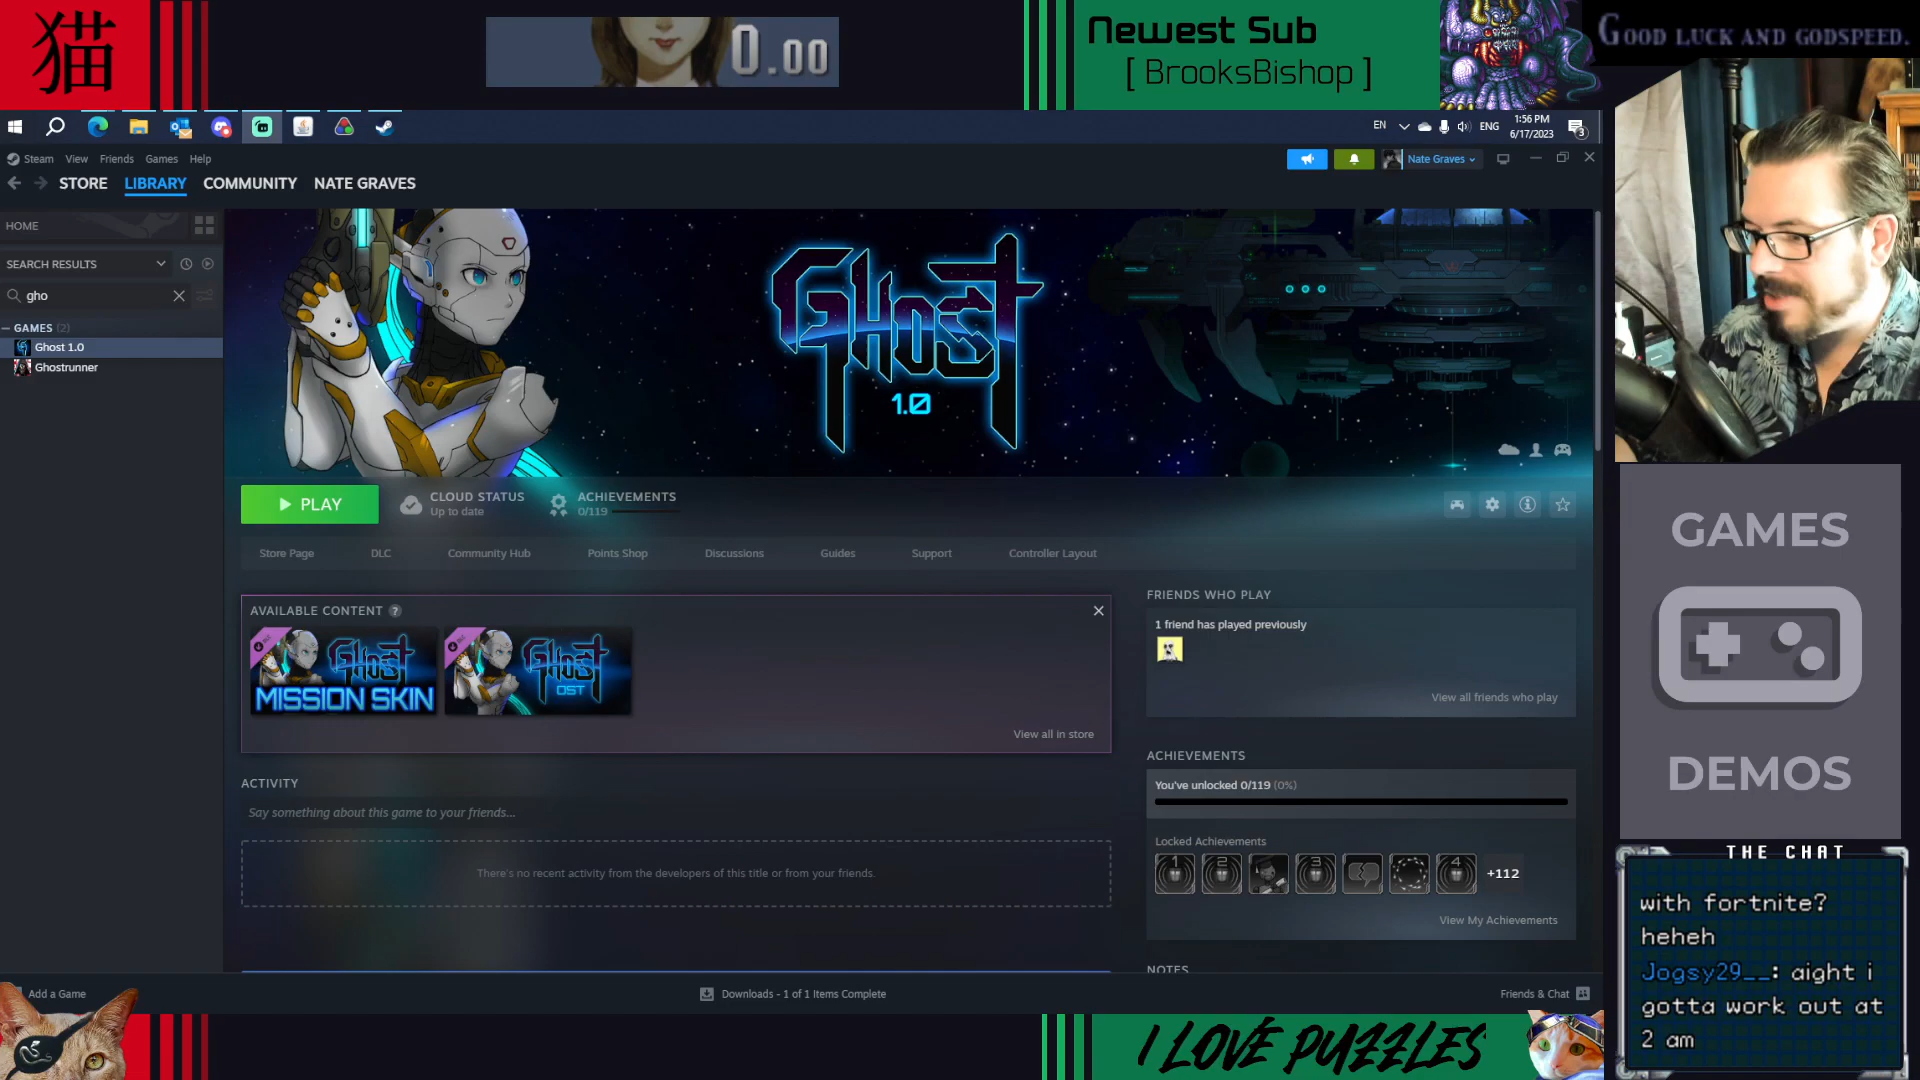 猫
0.00
Newest Sub
[ BrooksBishop ]
GOOD LUCK AND GODSPEED.
EN
ENG
1:56 PM
6/17/2023
3
Steam View Friends Games Help
Nate Graves
STORE LIBRARY COMMUNITY NATE GRAVES
HOME
SEARCH RESULTS
gho
GAMES (2)
Ghost 1.0
Ghostrunner
GHOST
1.0
PLAY
CLOUD STATUS
Up to date
ACHIEVEMENTS
0/119
Store Page DLC Community Hub Points Shop Discussions Guides Support Controller Layout
AVAILABLE CONTENT ?
GHOST
MISSION SKIN
GHOST
OST
View all in store
ACTIVITY
Say something about this game to your friends...
There's no recent activity from the developers of this title or from your friends.
FRIENDS WHO PLAY
1 friend has played previously
View all friends who play
ACHIEVEMENTS
You've unlocked 0/119 (0%)
Locked Achievements
1 2 3 4 +112
View My Achievements
NOTES
Add a Game
Downloads - 1 of 1 Items Complete
Friends & Chat
GAMES
DEMOS
THE CHAT
with fortnite?
heheh
Jogsy29__: aight i
gotta work out at
2 am
I LOVE PUZZLES